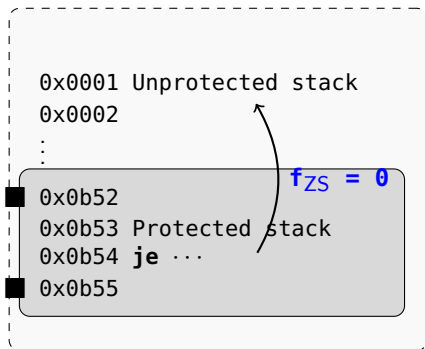 0x0001 Unprotected stack
0x0002
⋮
f_ZS = 0
0x0b52
0x0b53 Protected stack
0x0b54 je ···
0x0b55